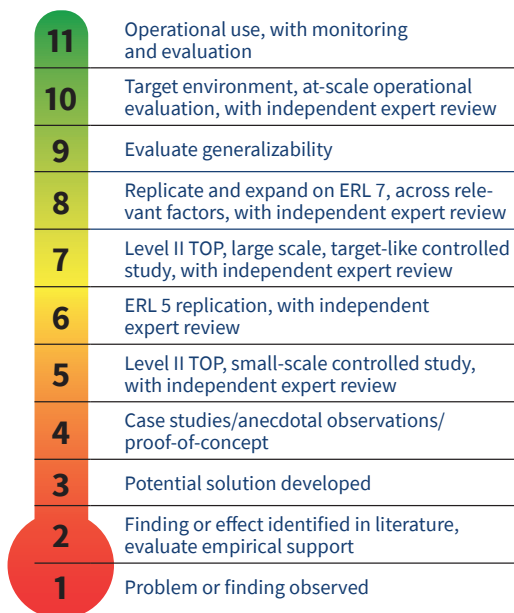 11
Operational use, with monitoring
and evaluation
10
Target environment, at-scale operational
evaluation, with independent expert review
9
Evaluate generalizability
8
Replicate and expand on ERL 7, across rele-
vant factors, with independent expert review
7
Level II TOP, large scale, target-like controlled
study, with independent expert review
6
ERL 5 replication, with independent
expert review
5
Level II TOP, small-scale controlled study,
with independent expert review
4
Case studies/anecdotal observations/
proof-of-concept
3
Potential solution developed
2
Finding or effect identified in literature,
evaluate empirical support
1
Problem or finding observed